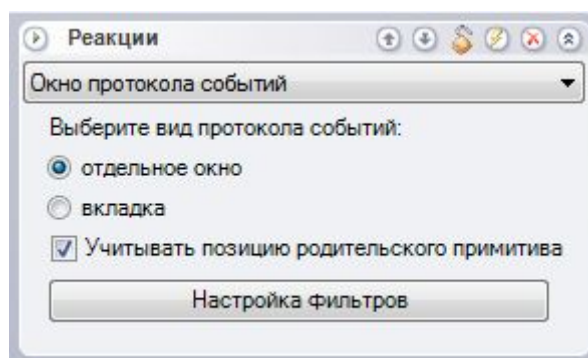 Реакции
Окно протокола событий
Выберите вид протокола событий:
отдельное окно
вкладка
Учитывать позицию родительского примитива
Настройка фильтров